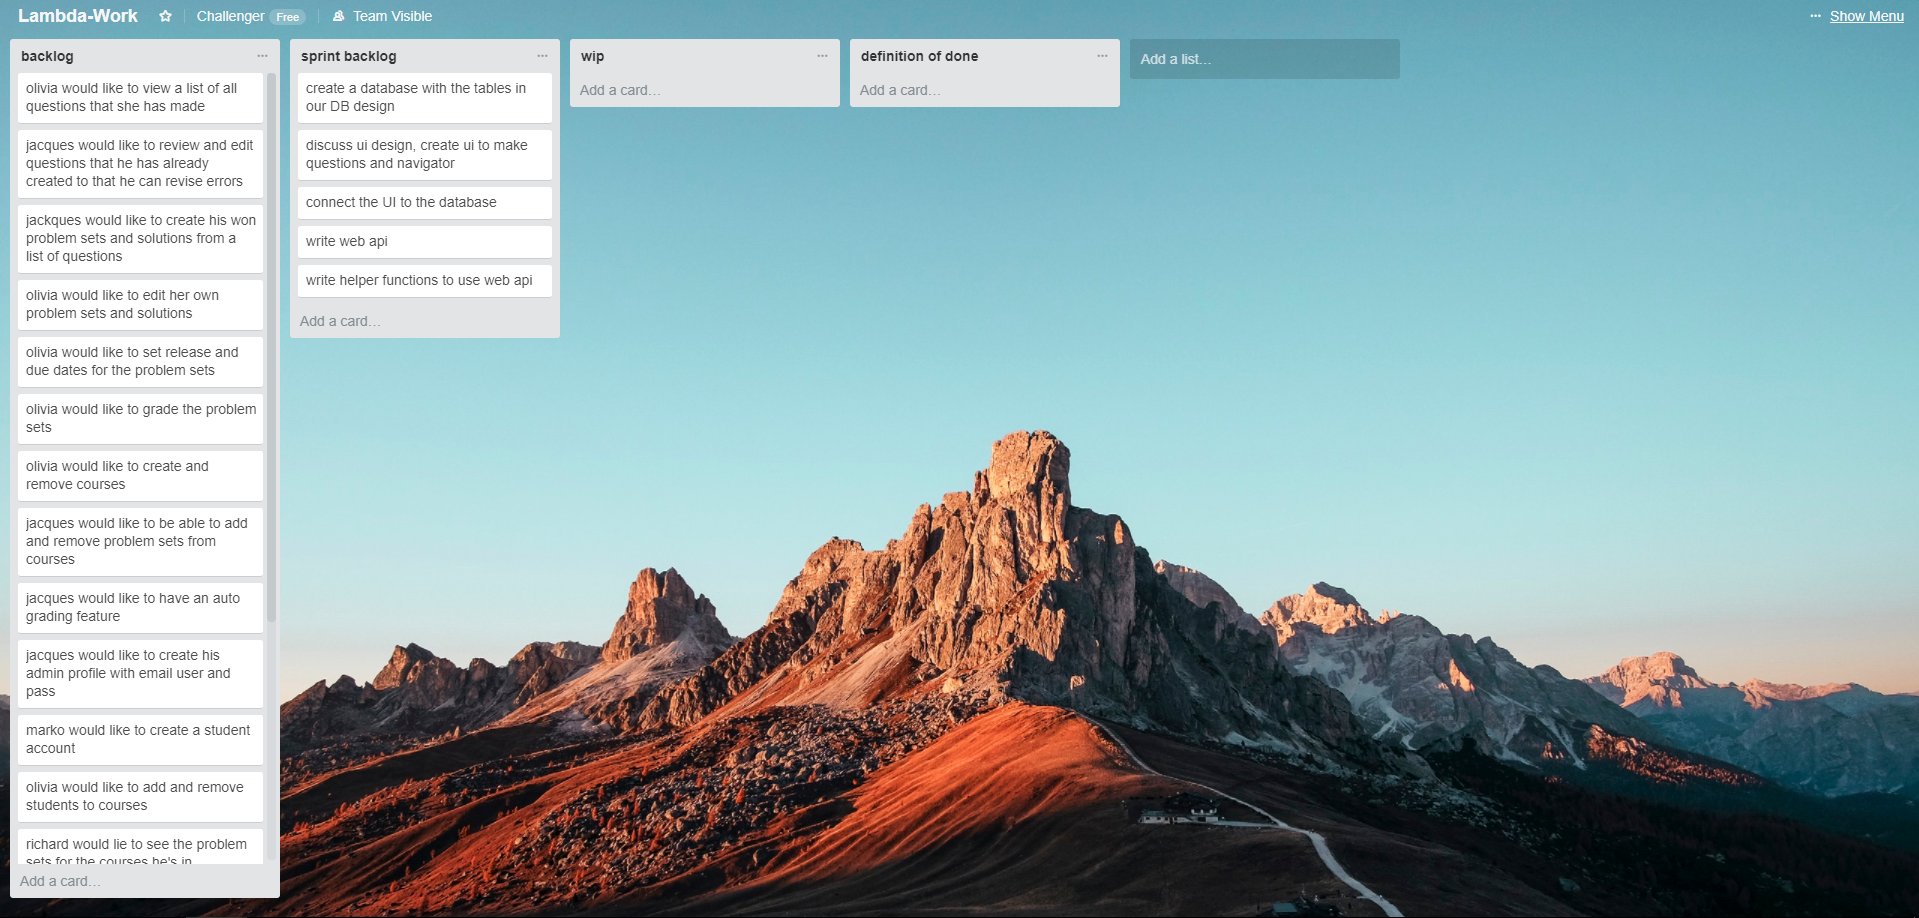 Lambda-Work
Challenger Free
Team Visible
Show Menu
backlog
olivia would like to view a list of all
questions that she has made
jacques would like to review and edit
questions that he has already
created to that he can revise errors
jackques would like to create his won
problem sets and solutions from a
list of questions
olivia would like to edit her own
problem sets and solutions
olivia would like to set release and
due dates for the problem sets
olivia would like to grade the problem
sets
olivia would like to create and
remove courses
jacques would like to be able to add
and remove problem sets from
courses
jacques would like to have an auto
grading feature
jacques would like to create his
admin profile with email user and
pass
marko would like to create a student
account
olivia would like to add and remove
students to courses
richard would lie to see the problem
sets for the courses he's in
Add a card…
sprint backlog
create a database with the tables in
our DB design
discuss ui design, create ui to make
questions and navigator
connect the UI to the database
write web api
write helper functions to use web api
Add a card…
wip
Add a card…
definition of done
Add a card…
Add a list…